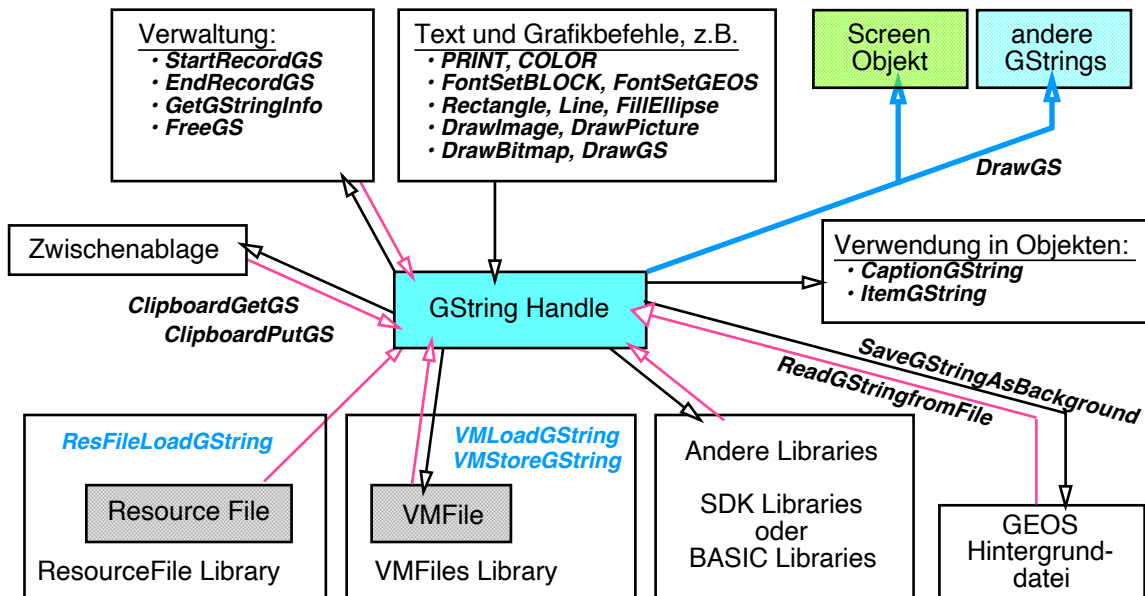 Verwaltung:
• StartRecordGS
• EndRecordGS
• GetGStringInfo
• FreeGS
Text und Grafikbefehle, z.B.
• PRINT, COLOR
• FontSetBLOCK, FontSetGEOS
• Rectangle, Line, FillEllipse
• DrawImage, DrawPicture
• DrawBitmap, DrawGS
Screen
Objekt
andere
GStrings
DrawGS
Zwischenablage
ClipboardGetGS
ClipboardPutGS
GString Handle
Verwendung in Objekten:
• CaptionGString
• ItemGString
SaveGStringAsBackground
ReadGStringfromFile
ResFileLoadGString
Resource File
ResourceFile Library
VMLoadGString
VMStoreGString
VMFile
VMFiles Library
Andere Libraries
SDK Libraries
oder
BASIC Libraries
GEOS
Hintergrund-
datei